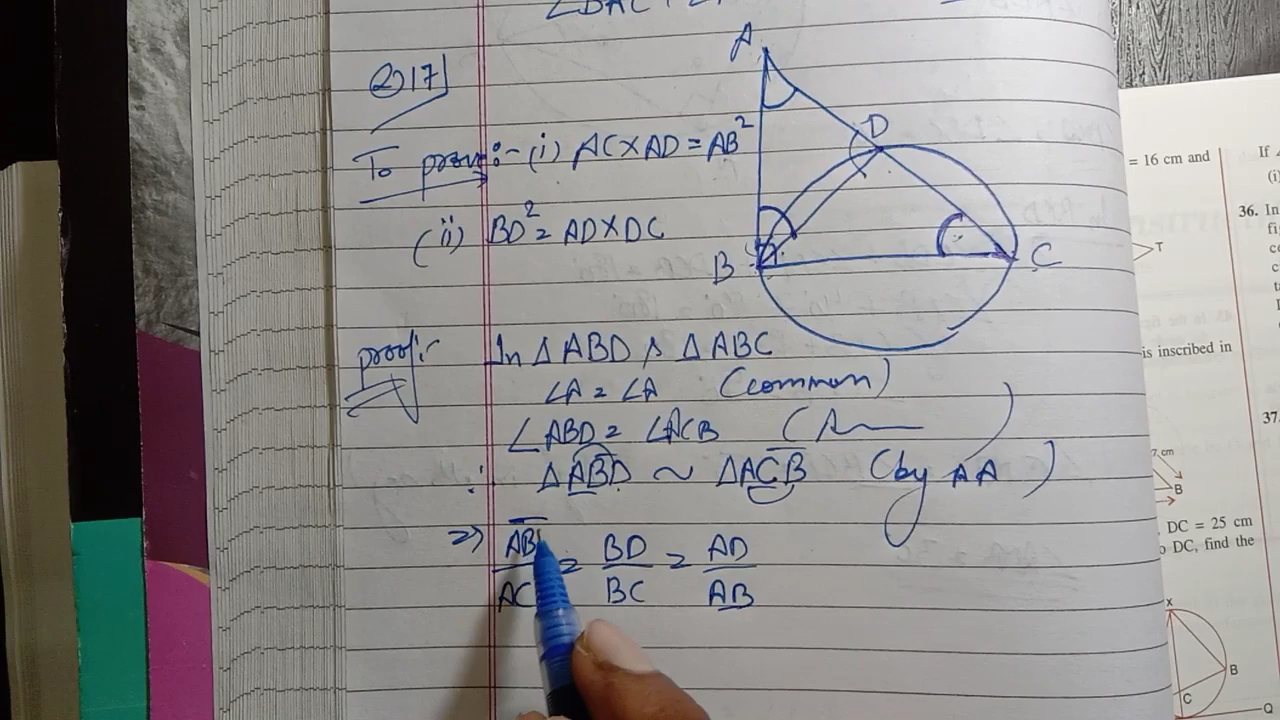 Q17
To prove:- (i) AC×AD = AB²
(ii) BD² = AD×DC
A
D
B
C
proof:-
In △ABD & △ABC
∠A = ∠A (common)
∠ABD = ∠ACB
∴ △ABD ~ △ACB (by AA)
=> AB/AC = BD/BC = AD/AB
= 16 cm and
T
is inscribed in
7 cm
B
DC = 25 cm
DC, find the
X
B
C
Q
If
(i)
36. In
37.